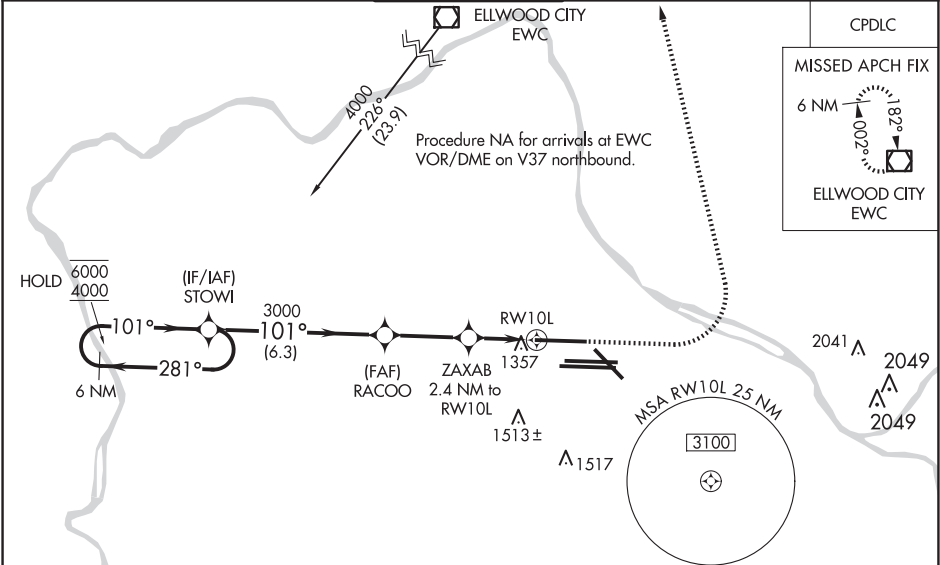 ELLWOOD CITY
EWC
CPDLC
MISSED APCH FIX
6 NM
182°
002°
ELLWOOD CITY
EWC
4000
226°
(23.9)
Procedure NA for arrivals at EWC
VOR/DME on V37 northbound.
HOLD
6000
4000
(IF/IAF)
STOWI
101°
281°
6 NM
3000
101°
(6.3)
(FAF)
RACOO
ZAXAB
2.4 NM to
RW10L
RW10L
1357
1513±
1517
2041
2049
2049
MSA RW10L 25 NM
3100